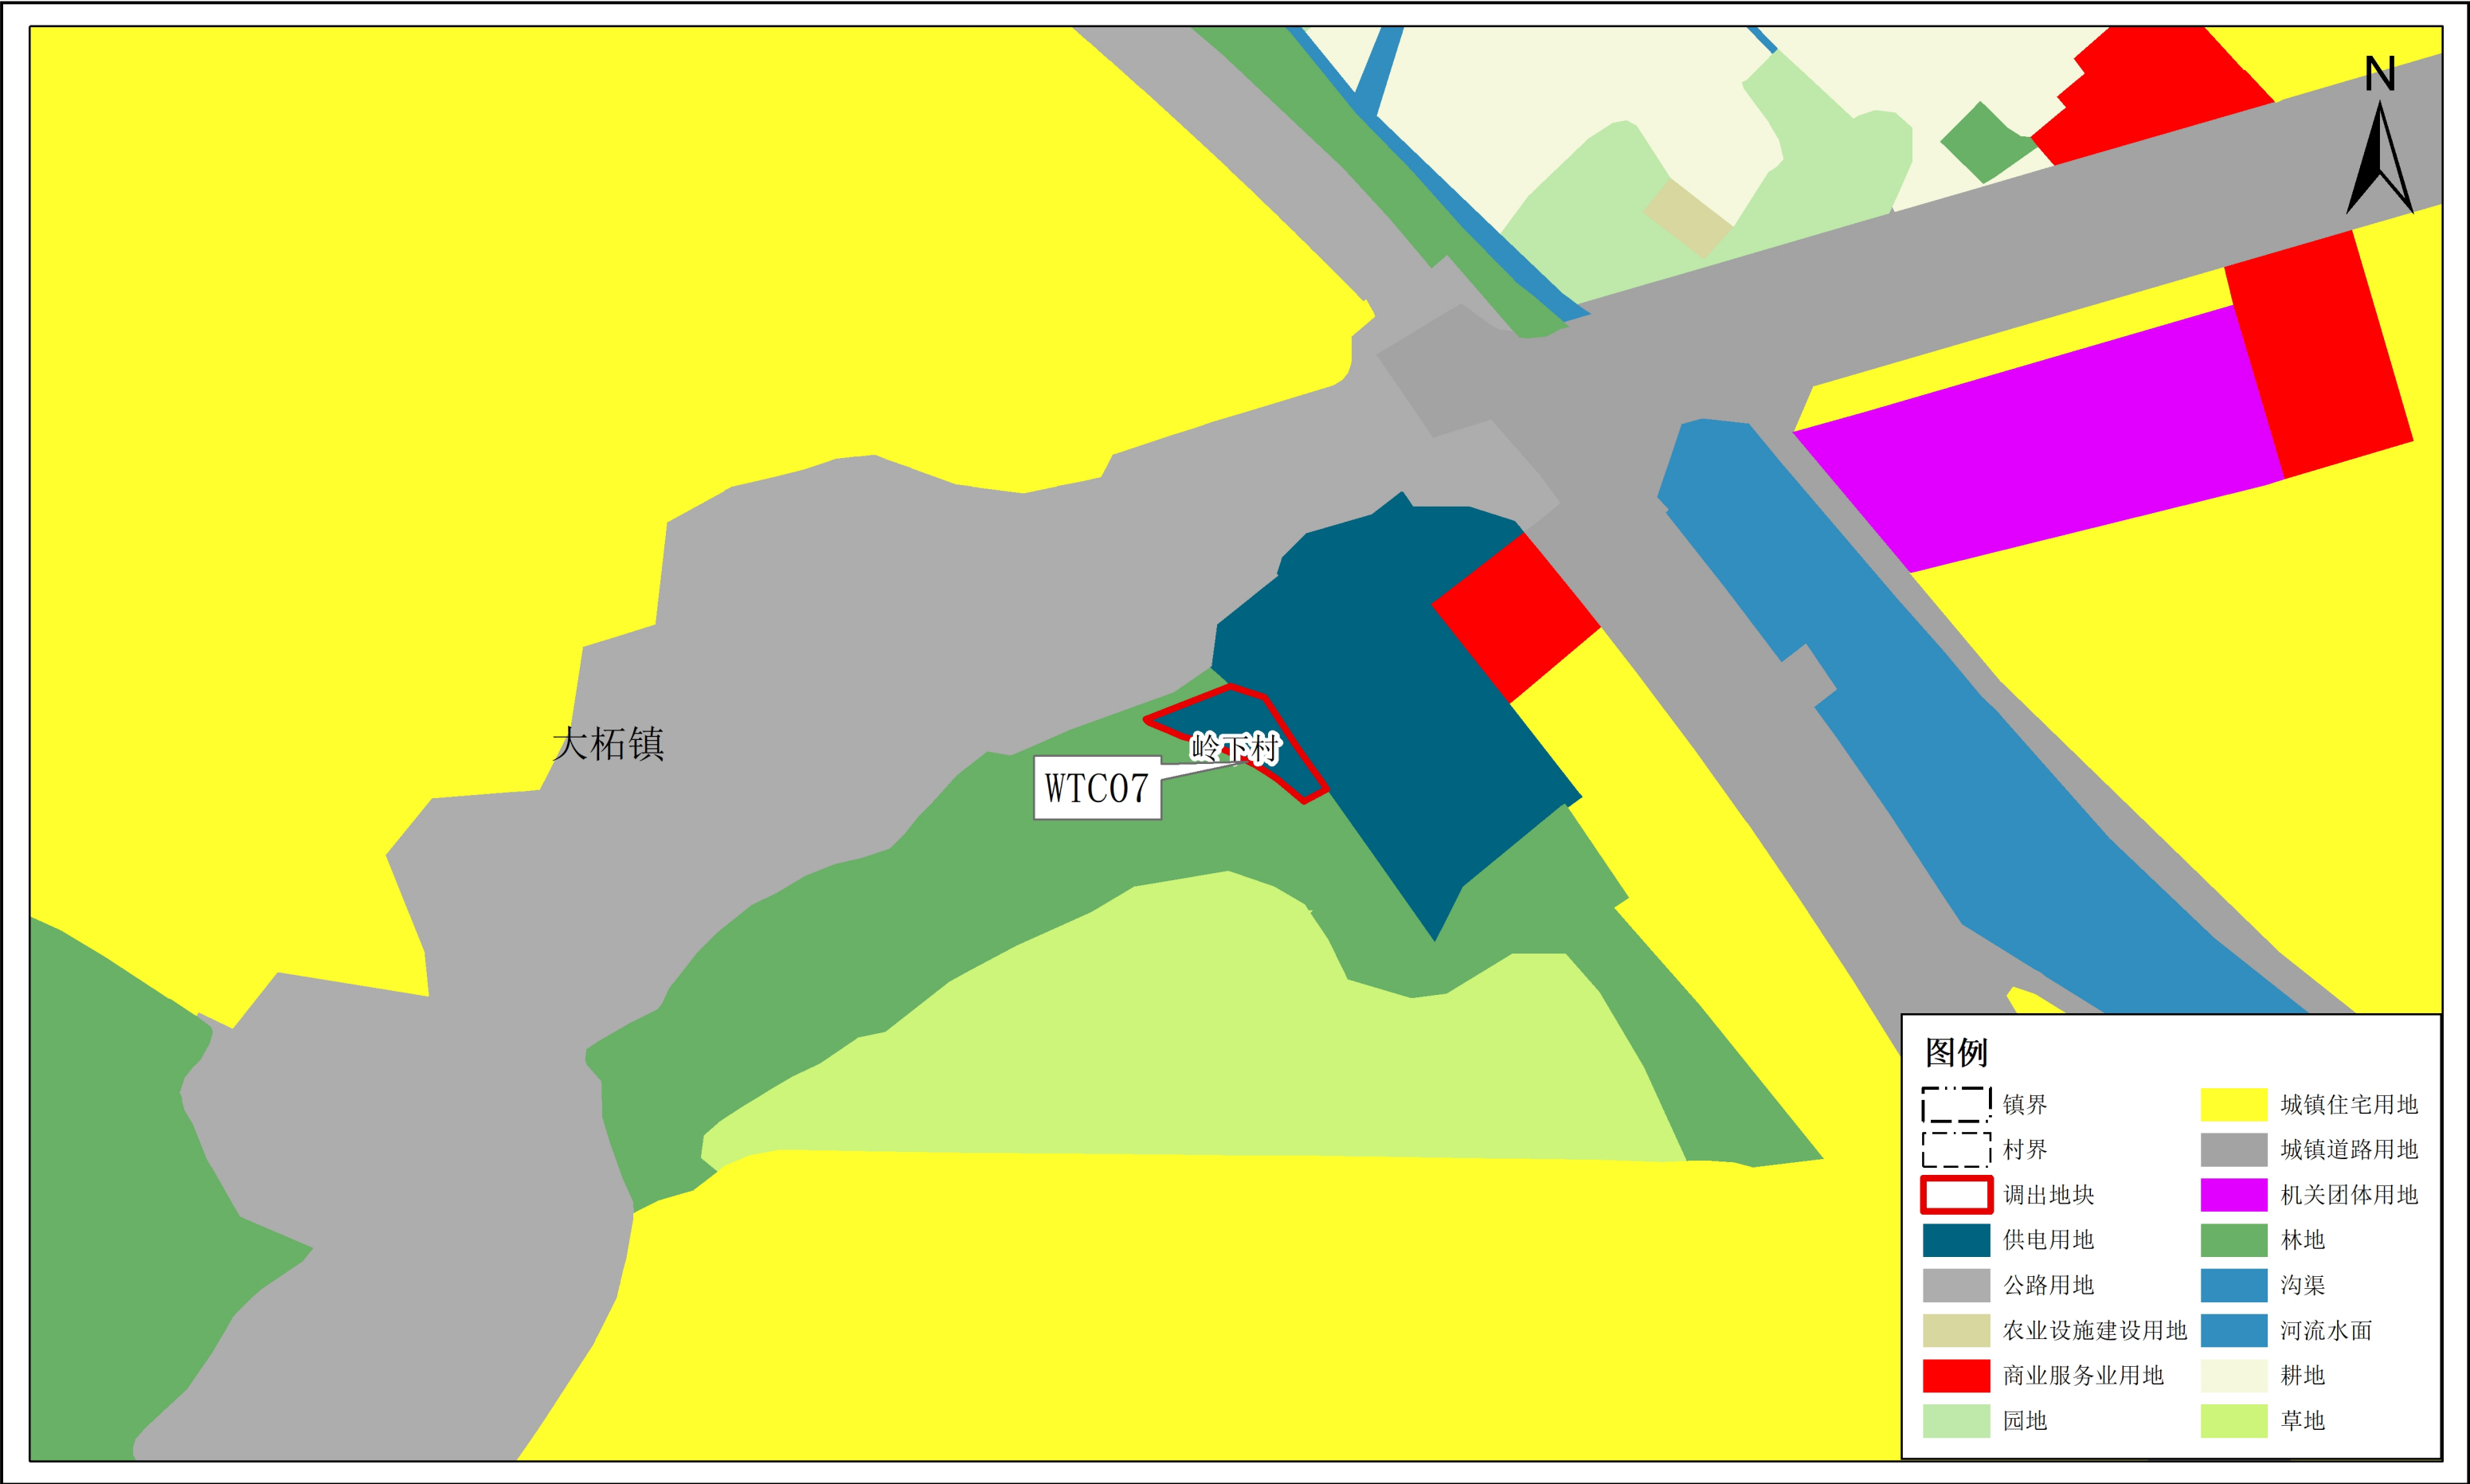 N
大柘镇
岭下村
WTC07
图例
镇界
村界
调出地块
供电用地
公路用地
农业设施建设用地
商业服务业用地
园地
城镇住宅用地
城镇道路用地
机关团体用地
林地
沟渠
河流水面
耕地
草地